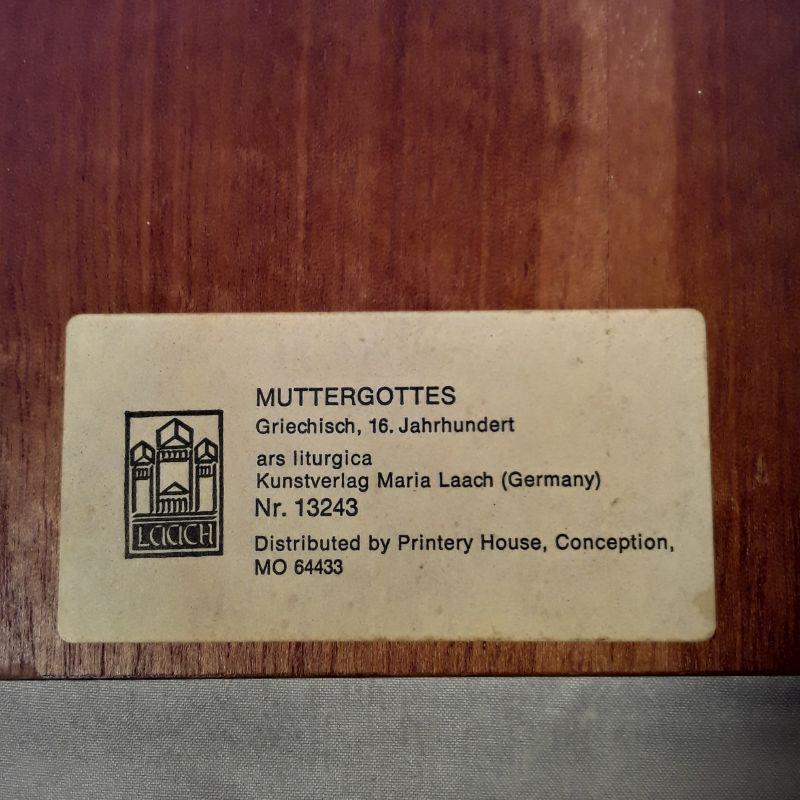 MUTTERGOTTES
Griechisch, 16. Jahrhundert
ars liturgica
Kunstverlag Maria Laach (Germany)
Nr. 13243
Distributed by Printery House, Conception,
MO 64433
LAACH